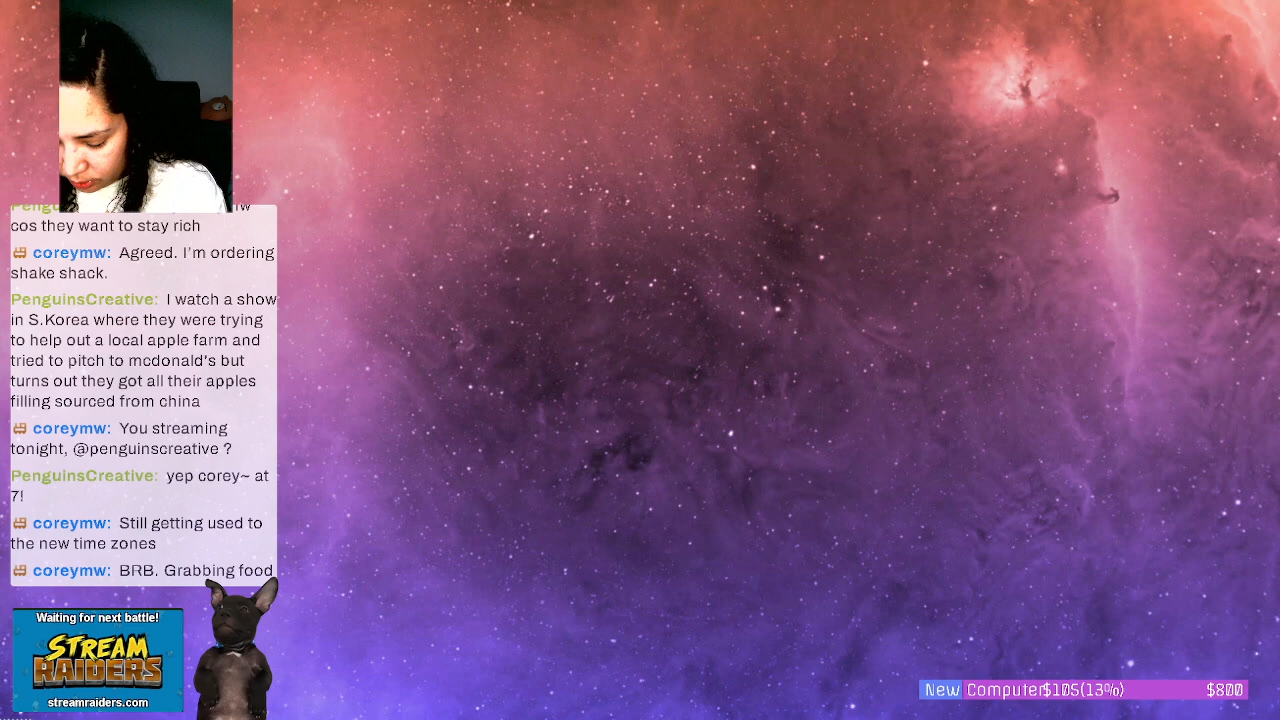 cos they want to stay rich
coreymw: Agreed. I'm ordering
shake shack.
PenguinsCreative: I watch a show
in S.Korea where they were trying
to help out a local apple farm and
tried to pitch to mcdonald's but
turns out they got all their apples
filling sourced from china
coreymw: You streaming
tonight, @penguinscreative ?
PenguinsCreative: yep corey~ at
7!
coreymw: Still getting used to
the new time zones
coreymw: BRB. Grabbing food
Waiting for next battle!
STREAM
RAIDERS
streamraiders.com
New Computer $105(13%) $800